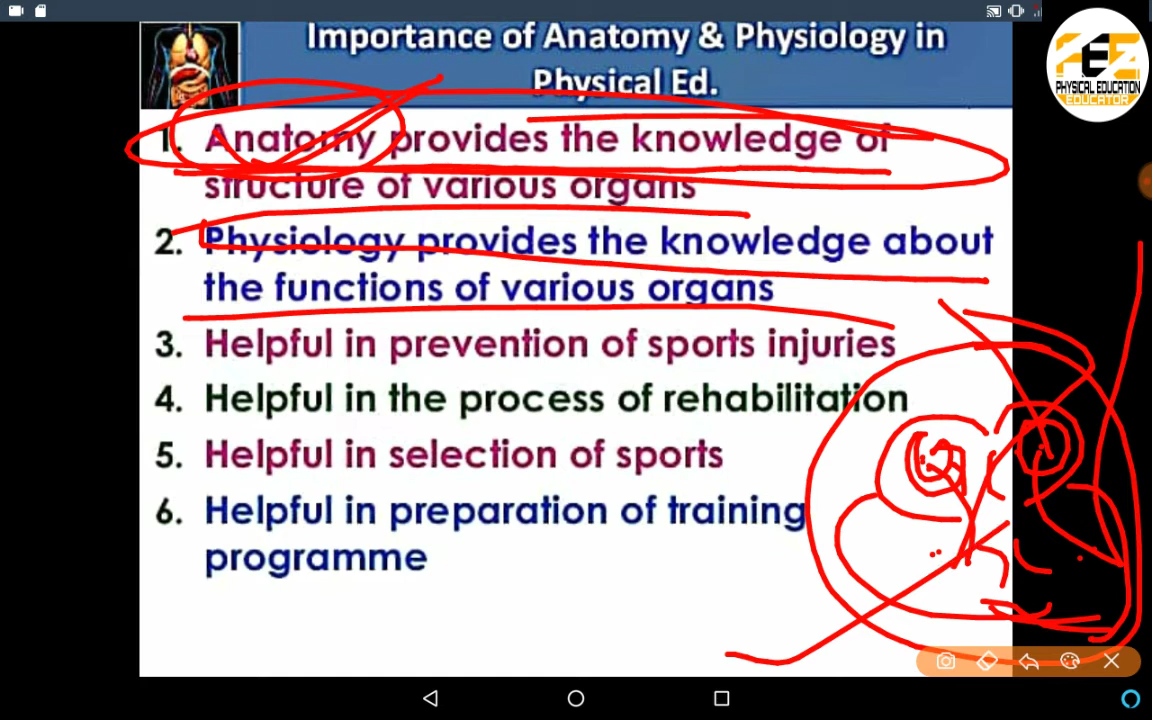 Importance of Anatomy & Physiology in
Physical Ed.
FEZ
PHYSICAL EDUCATION
EDUCATOR
1. Anatomy provides the knowledge of
structure of various organs
2. Physiology provides the knowledge about
the functions of various organs
3. Helpful in prevention of sports injuries
4. Helpful in the process of rehabilitation
5. Helpful in selection of sports
6. Helpful in preparation of training
programme